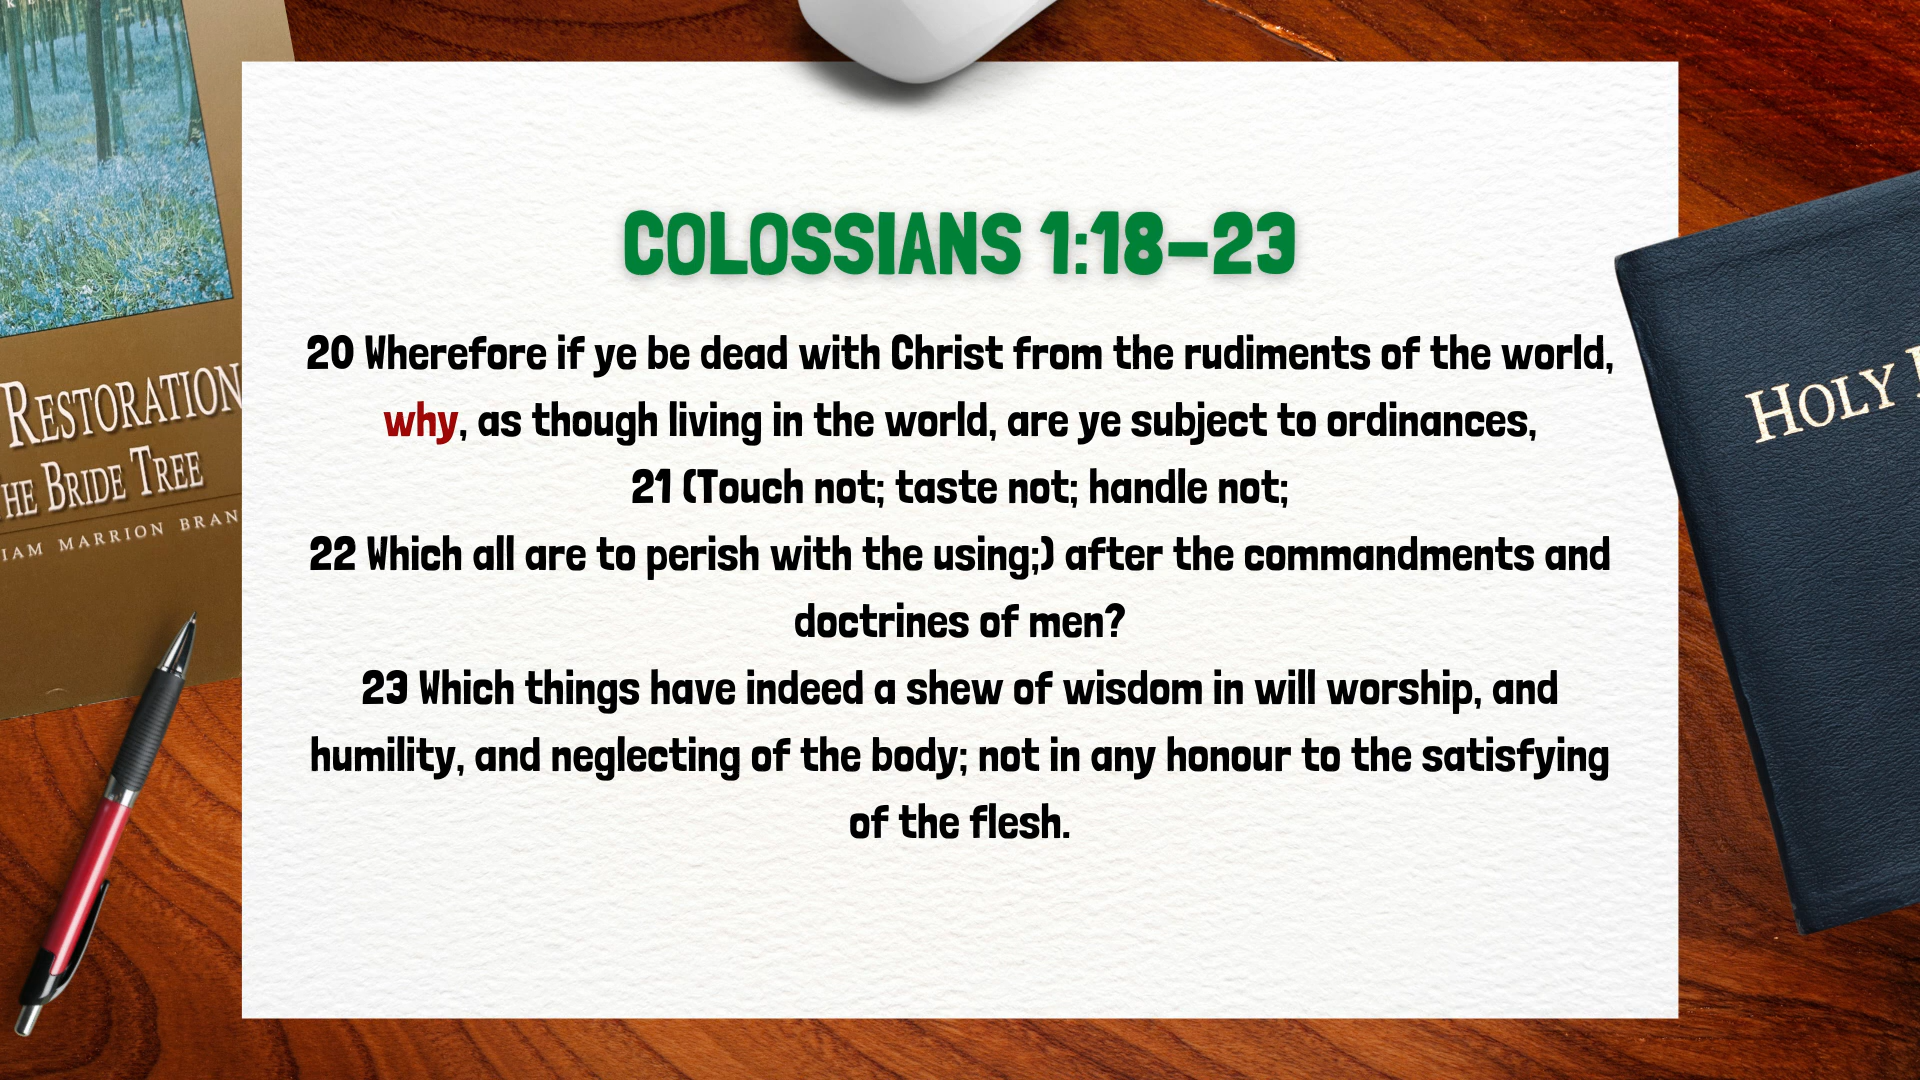 RESTORATION
HE BRIDE TREE
IAM MARRION BRAN
COLOSSIANS 1:18–23
20 Wherefore if ye be dead with Christ from the rudiments of the world,
why, as though living in the world, are ye subject to ordinances,
21 (Touch not; taste not; handle not;
22 Which all are to perish with the using;) after the commandments and
doctrines of men?
23 Which things have indeed a shew of wisdom in will worship, and
humility, and neglecting of the body; not in any honour to the satisfying
of the flesh.
HOLY